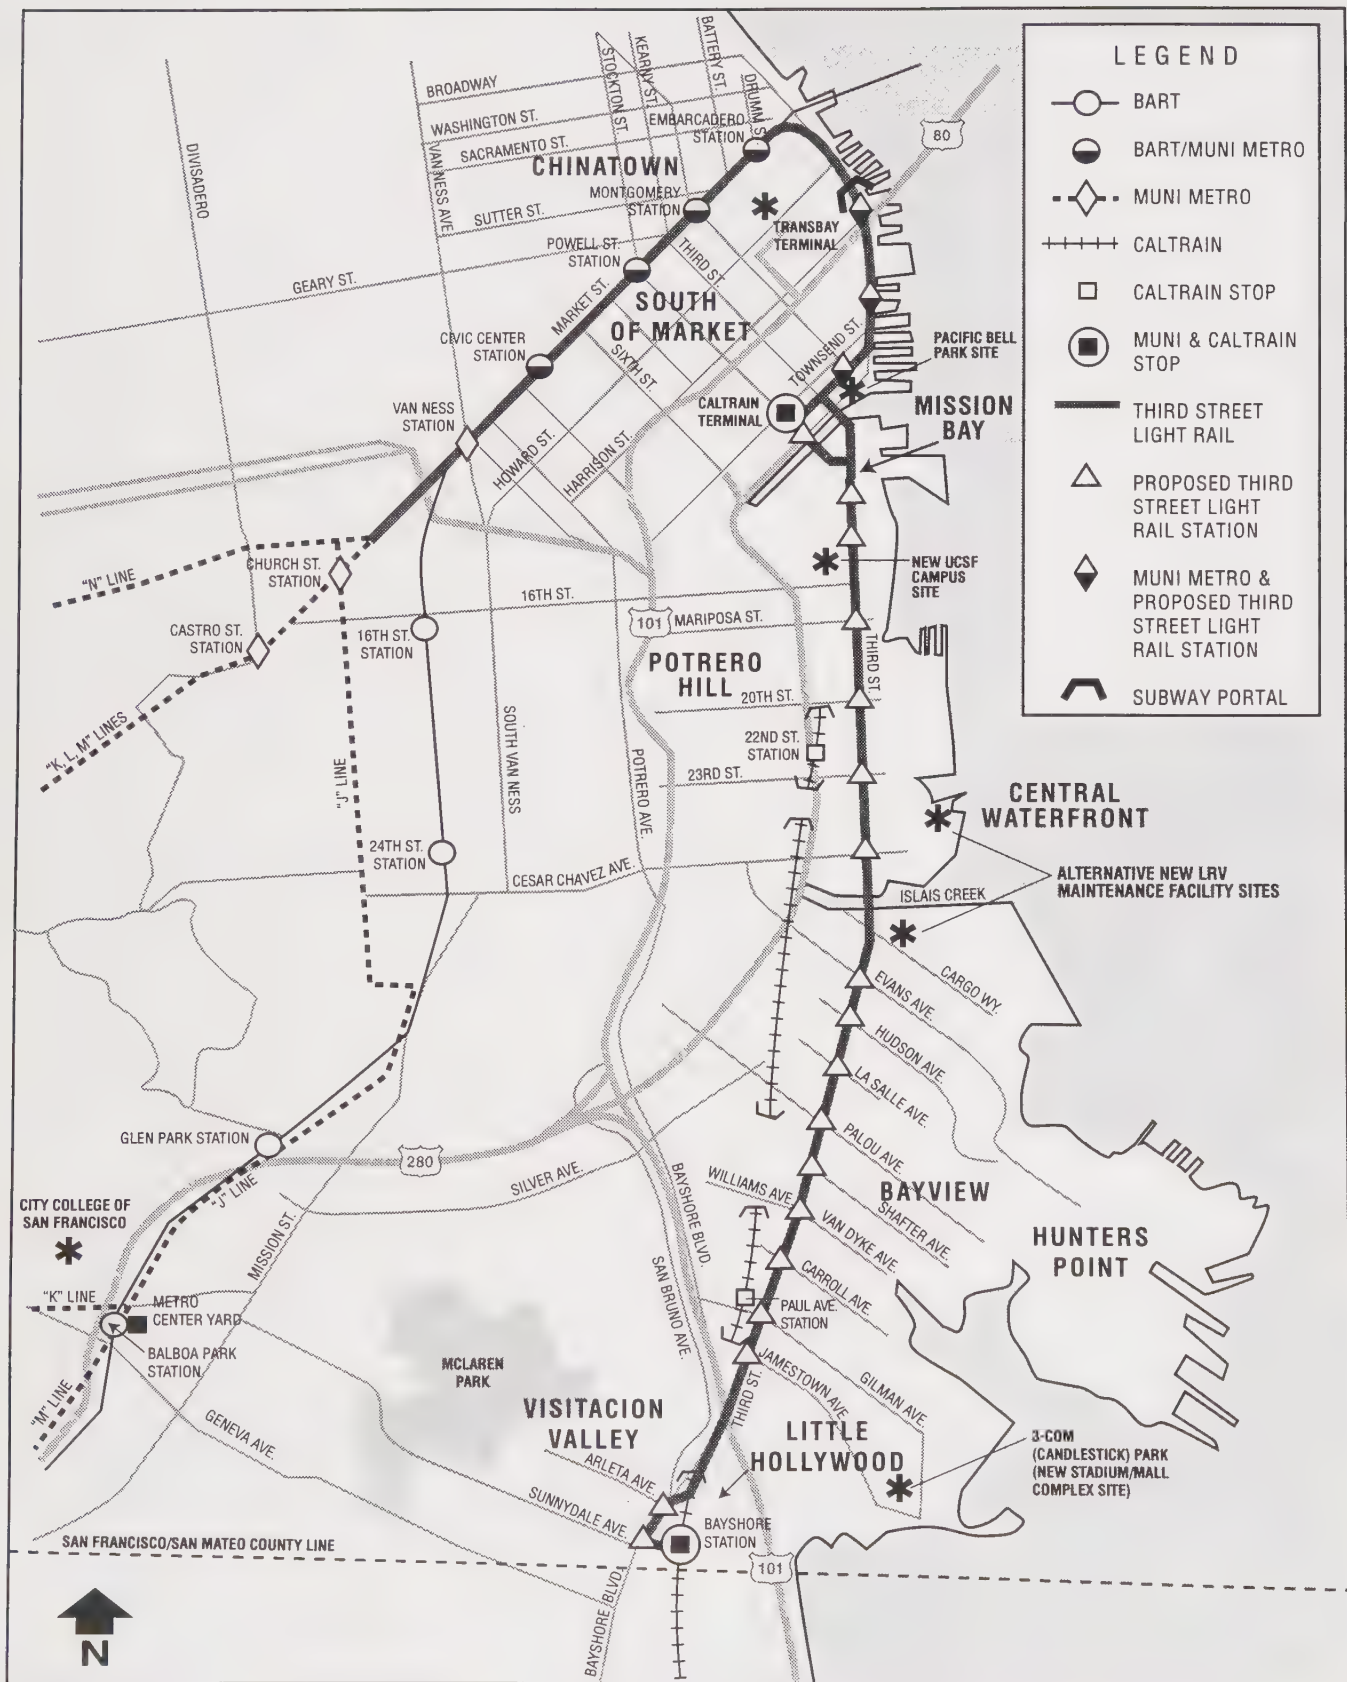 LEGEND
BART
BART/MUNI METRO
MUNI METRO
CALTRAIN
CALTRAIN STOP
MUNI & CALTRAIN
STOP
THIRD STREET
LIGHT RAIL
PROPOSED THIRD
STREET LIGHT
RAIL STATION
MUNI METRO &
PROPOSED THIRD
STREET LIGHT
RAIL STATION
SUBWAY PORTAL
BROADWAY
WASHINGTON ST.
SACRAMENTO ST.
SUTTER ST.
GEARY ST.
DIVISADERO
VAN NESS AVE.
STOCKTON ST.
KEARNY ST.
BATTERY ST.
DRUMM ST.
EMBARCADERO
STATION
CHINATOWN
MONTGOMERY
STATION
TRANSBAY
TERMINAL
80
POWELL ST.
STATION
THIRD ST.
MARKET ST.
SOUTH
OF MARKET
CIVIC CENTER
STATION
SIXTH ST.
TOWNSEND ST.
PACIFIC BELL
PARK SITE
VAN NESS
STATION
HOWARD ST.
HARRISON ST.
CALTRAIN
TERMINAL
MISSION
BAY
"N" LINE
CHURCH ST.
STATION
NEW UCSF
CAMPUS
SITE
16TH ST.
CASTRO ST.
STATION
16TH ST.
STATION
101
MARIPOSA ST.
THIRD ST.
POTRERO
HILL
20TH ST.
"K, L, M" LINES
"J" LINE
SOUTH VAN NESS
POTRERO AVE.
22ND ST.
STATION
23RD ST.
CENTRAL
WATERFRONT
24TH ST.
STATION
CESAR CHAVEZ AVE.
ALTERNATIVE NEW LRV
MAINTENANCE FACILITY SITES
ISLAIS CREEK
CARGO WY.
EVANS AVE.
HUDSON AVE.
LA SALLE AVE.
GLEN PARK STATION
280
"J" LINE
SILVER AVE.
PALOU AVE.
WILLIAMS AVE.
BAYVIEW
SHAFTER AVE.
VAN DYKE AVE.
HUNTERS
POINT
CITY COLLEGE OF
SAN FRANCISCO
MISSION ST.
BAYSHORE BLVD.
SAN BRUNO AVE.
CARROLL AVE.
"K" LINE
METRO
CENTER YARD
PAUL AVE.
STATION
BALBOA PARK
STATION
MCLAREN
PARK
JAMESTOWN AVE.
GILMAN AVE.
"M" LINE
GENEVA AVE.
VISITACION
VALLEY
THIRD ST.
LITTLE
HOLLYWOOD
3-COM
(CANDLESTICK) PARK
(NEW STADIUM/MALL
COMPLEX SITE)
ARLETA AVE.
SUNNYDALE AVE.
BAYSHORE
STATION
SAN FRANCISCO/SAN MATEO COUNTY LINE
101
BAYSHORE BLVD.
N